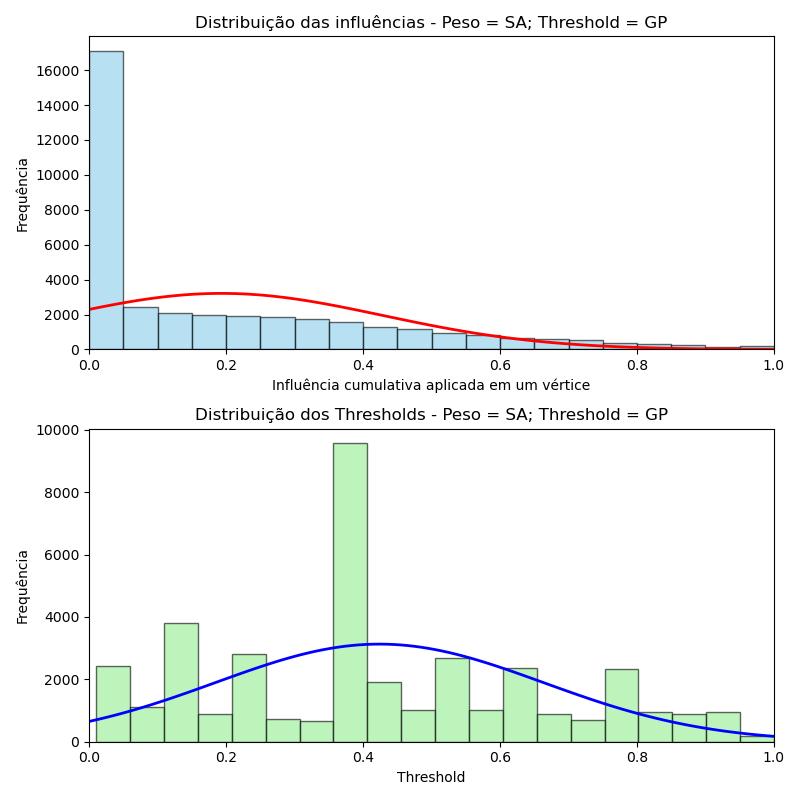 Distribuição das influências - Peso = SA; Threshold = GP
16000
14000
12000
10000
8000
6000
4000
2000
0
Frequência
0.0 0.2 0.4 0.6 0.8 1.0
Influência cumulativa aplicada em um vértice
Distribuição dos Thresholds - Peso = SA; Threshold = GP
10000
8000
6000
4000
2000
0
Frequência
0.0 0.2 0.4 0.6 0.8 1.0
Threshold